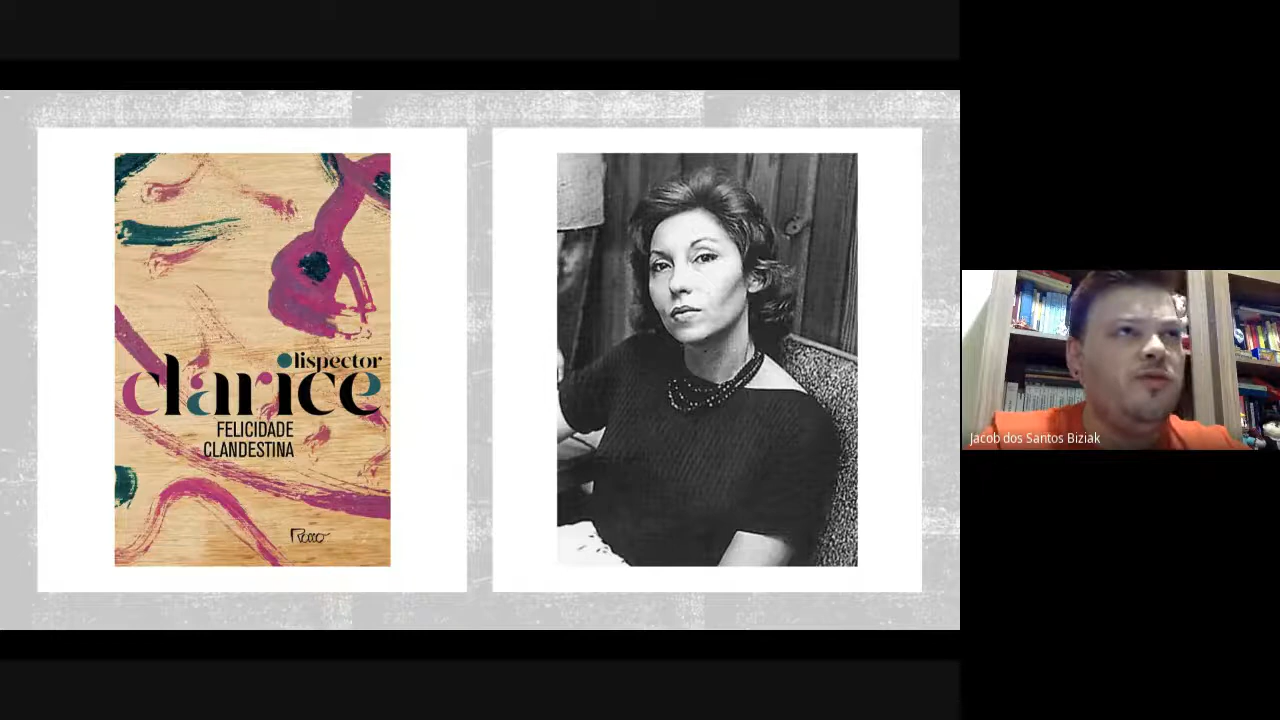 lispector
clarice
FELICIDADE
CLANDESTINA
Rocco
Jacob dos Santos Biziak